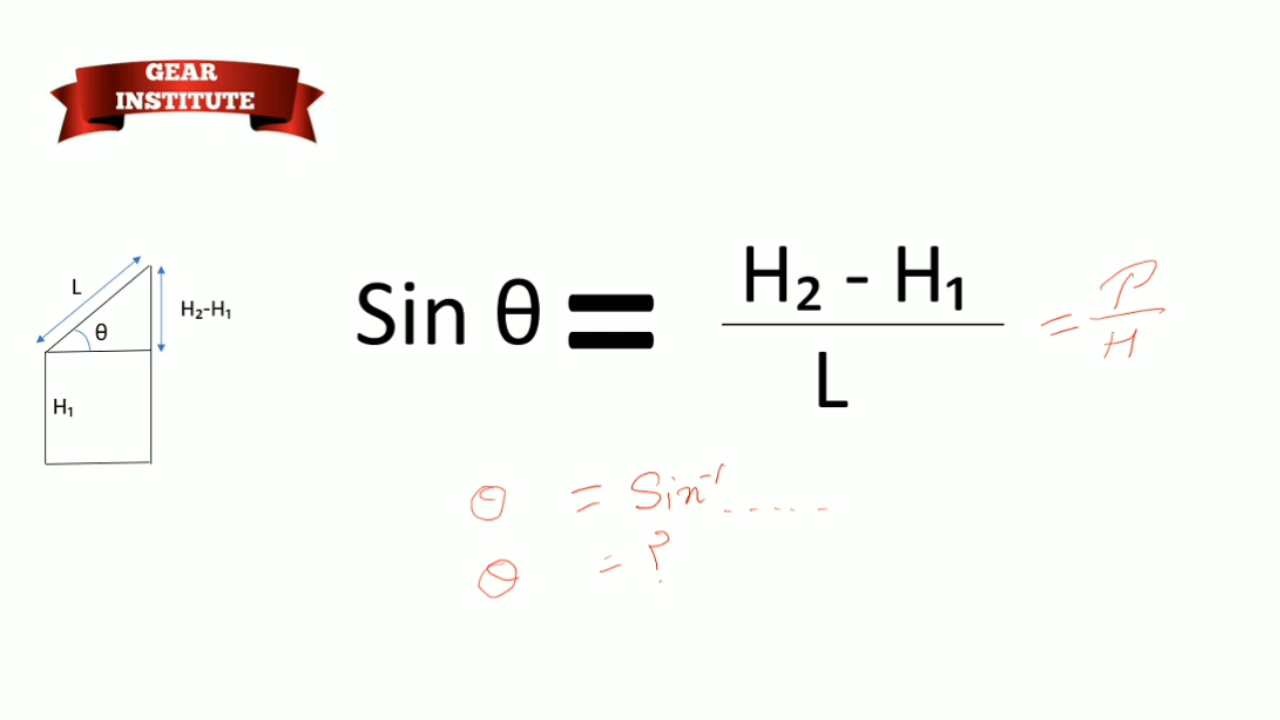 GEAR
INSTITUTE
L
θ
H₂-H₁
H₁
Sin θ = H₂ - H₁ / L = P / H
θ = Sin⁻¹ .....
θ = ?